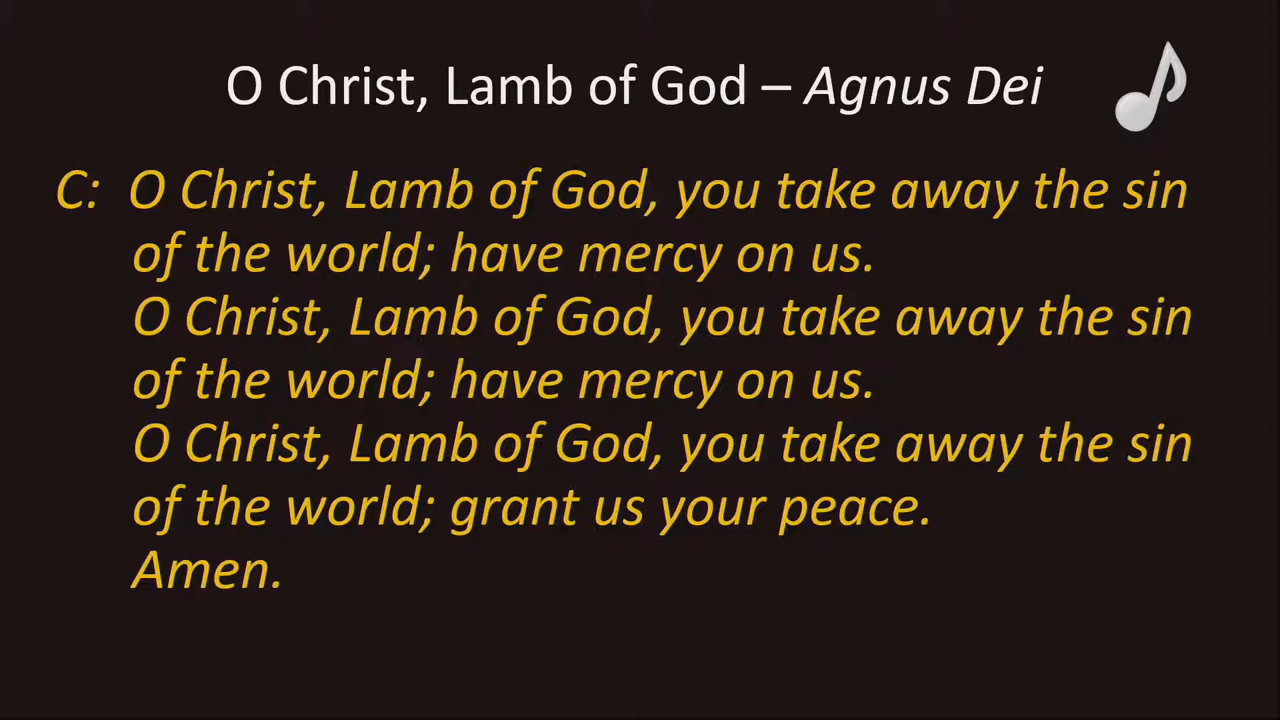 O Christ, Lamb of God – Agnus Dei
C: O Christ, Lamb of God, you take away the sin
of the world; have mercy on us.
O Christ, Lamb of God, you take away the sin
of the world; have mercy on us.
O Christ, Lamb of God, you take away the sin
of the world; grant us your peace.
Amen.